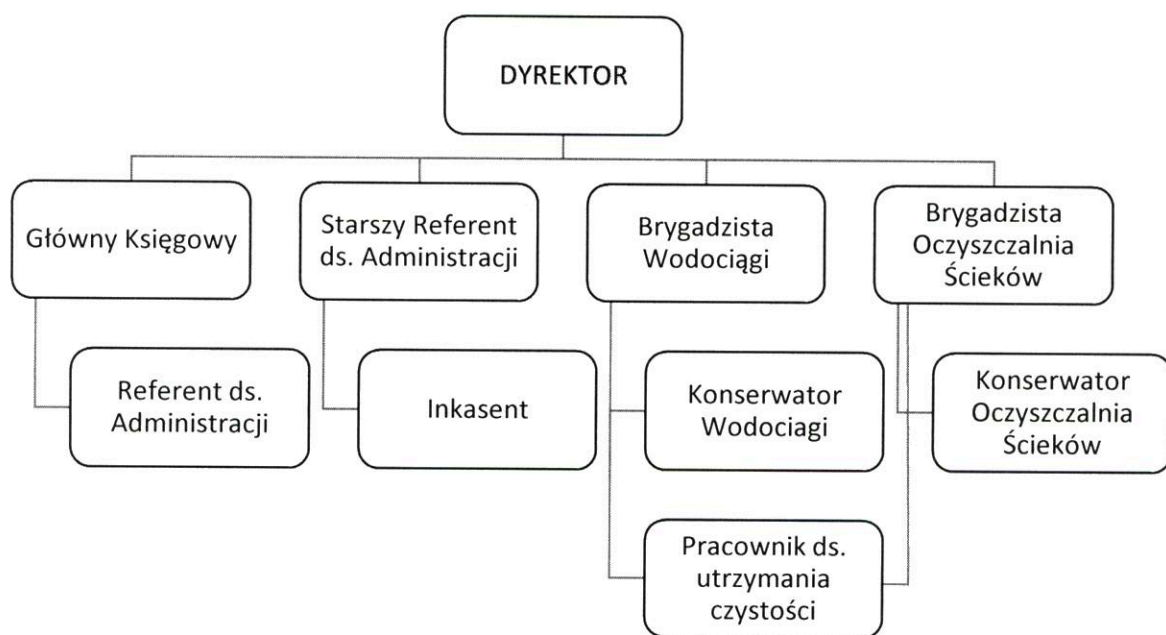 DYREKTOR
Główny Księgowy
Starszy Referent
ds. Administracji
Brygadzista
Wodociągi
Brygadzista
Oczyszczalnia
Ścieków
Referent ds.
Administracji
Inkasent
Konserwator
Wodociagi
Konserwator
Oczyszczalnia
Ścieków
Pracownik ds.
utrzymania
czystości